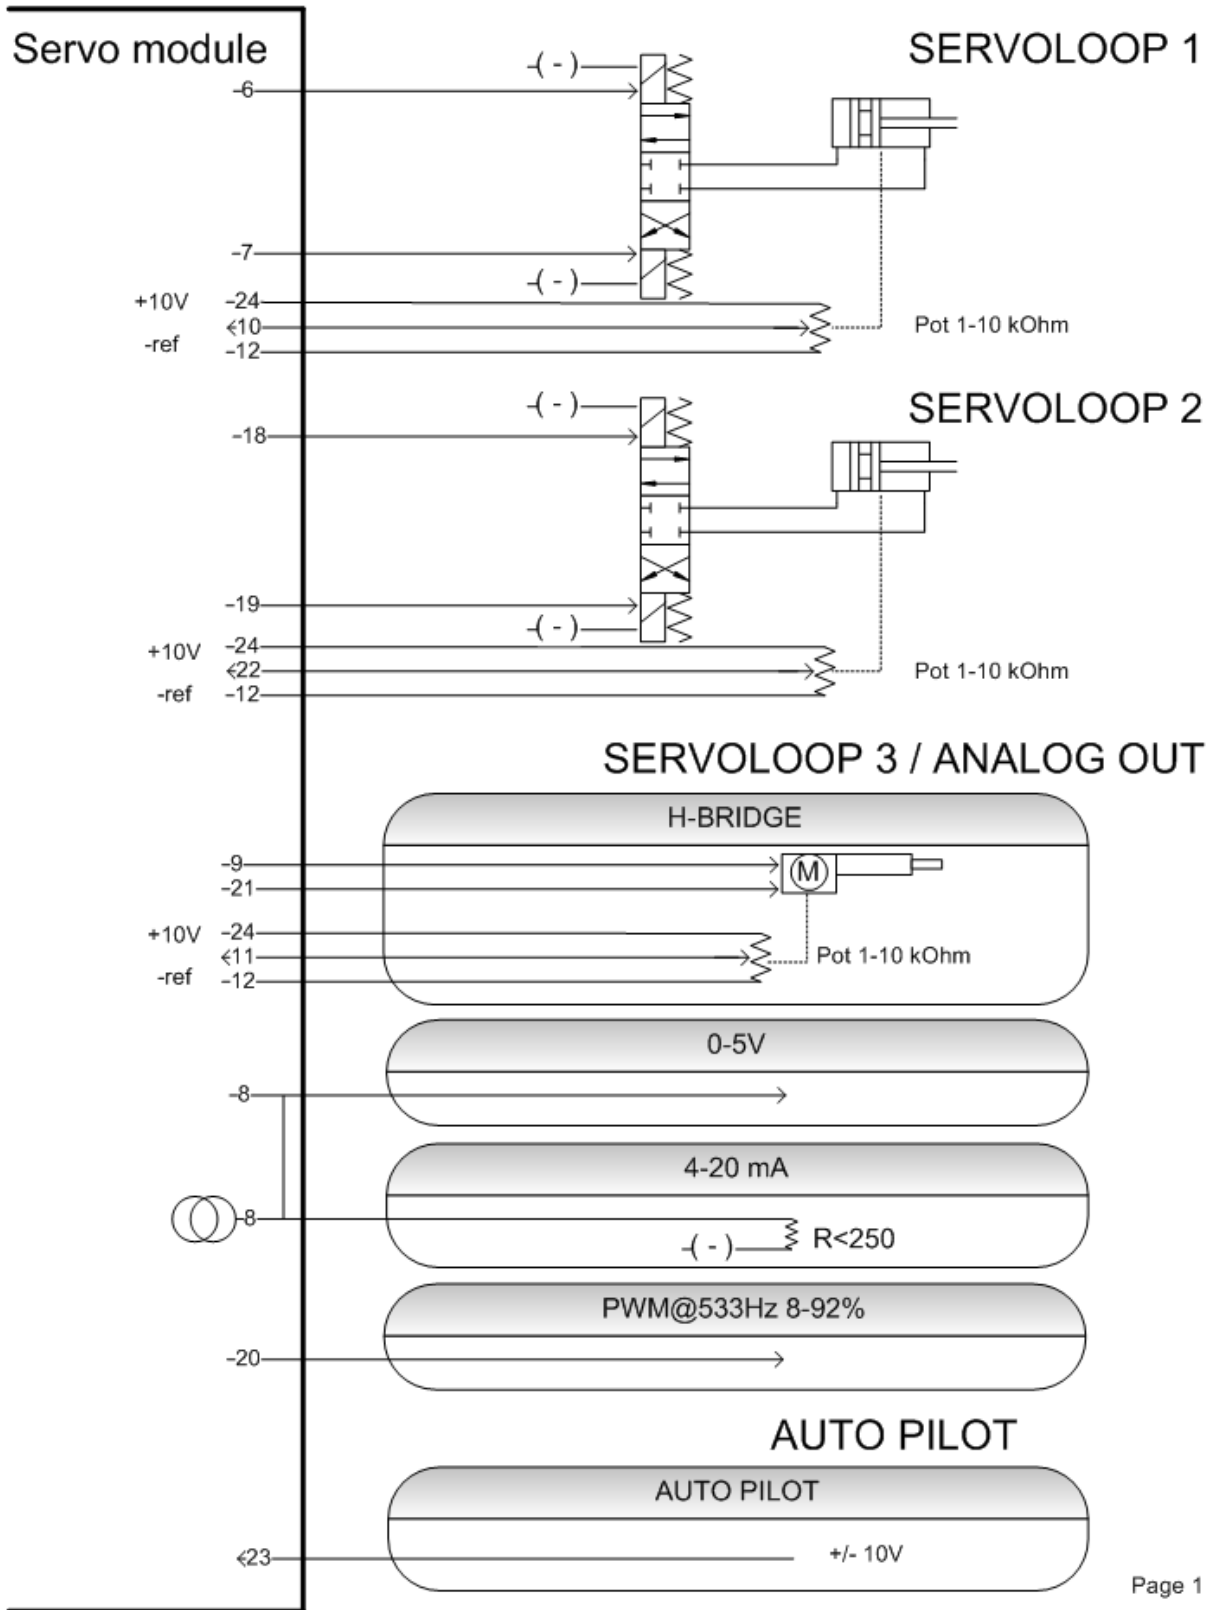 Servo module
SERVOLOOP 1
-( - )
-6
-7
-( - )
+10V -24
10
-ref -12
Pot 1-10 kOhm
SERVOLOOP 2
-( - )
-18
-19
-( - )
+10V -24
22
-ref -12
Pot 1-10 kOhm
SERVOLOOP 3 / ANALOG OUT
H-BRIDGE
-9
M
-21
+10V -24
11
-ref -12
Pot 1-10 kOhm
0-5V
-8
4-20 mA
-8
R<250
-( - )
PWM@533Hz 8-92%
-20
AUTO PILOT
AUTO PILOT
23
+/- 10V
Page 1